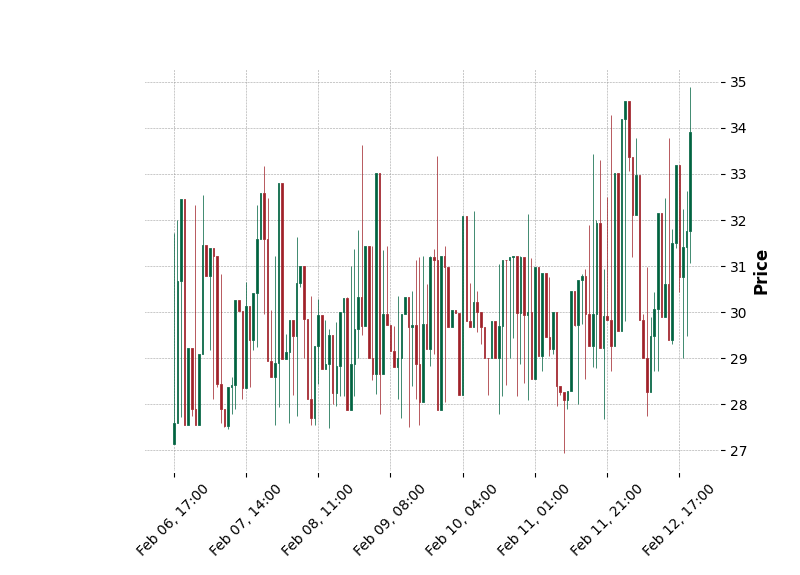 35
34
33
32
31
30
29
28
27
Price
Feb 06, 17:00
Feb 07, 14:00
Feb 08, 11:00
Feb 09, 08:00
Feb 10, 04:00
Feb 11, 01:00
Feb 11, 21:00
Feb 12, 17:00